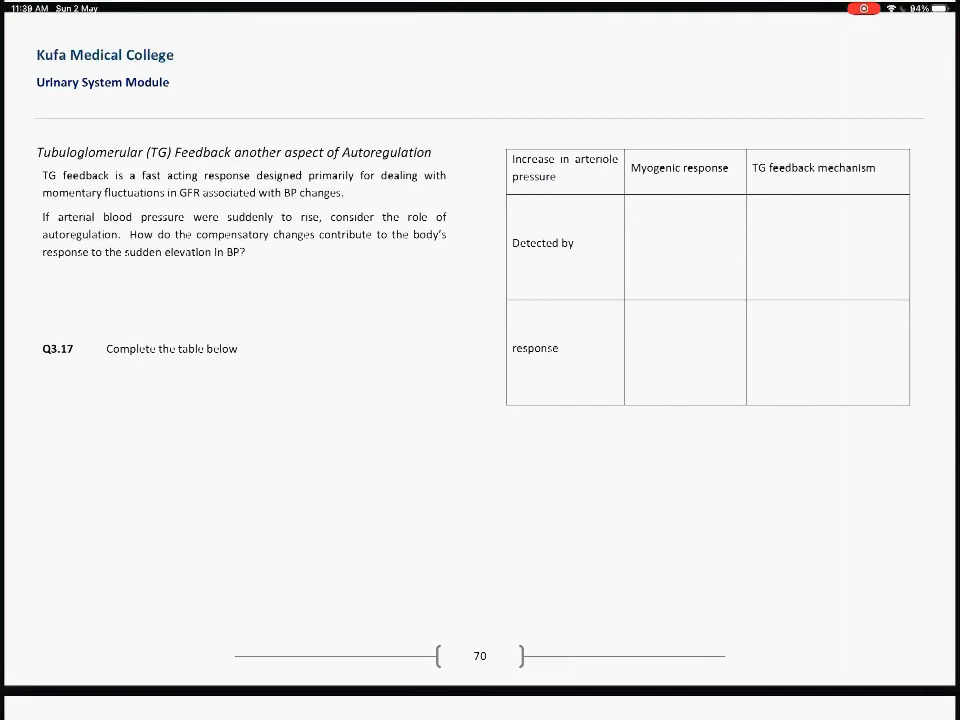 11:39 AM Sun 2 May
94%
Kufa Medical College
Urinary System Module
Tubuloglomerular (TG) Feedback another aspect of Autoregulation
TG feedback is a fast acting response designed primarily for dealing with
momentary fluctuations in GFR associated with BP changes.
If arterial blood pressure were suddenly to rise, consider the role of
autoregulation. How do the compensatory changes contribute to the body's
response to the sudden elevation in BP?
Q3.17 Complete the table below
Increase in arteriole
pressure
Myogenic response
TG feedback mechanism
Detected by
response
70